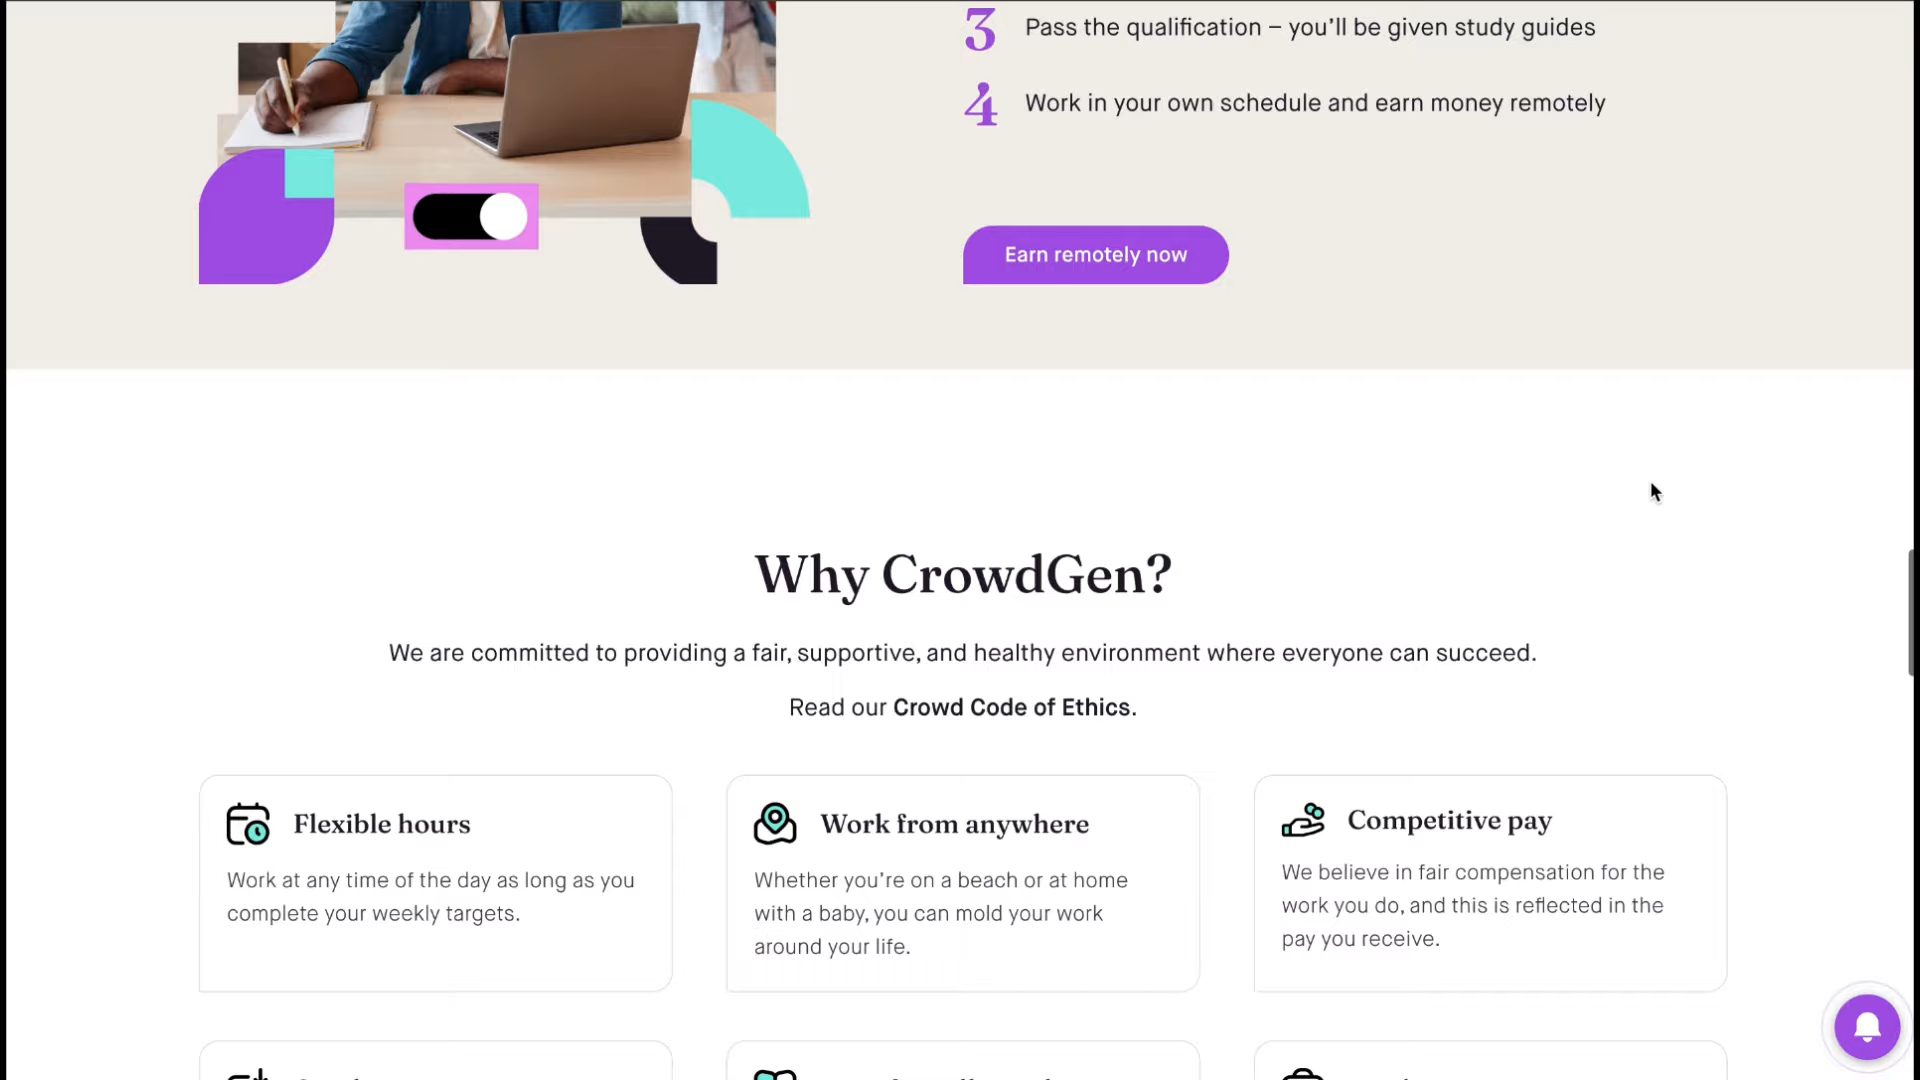 3 Pass the qualification – you’ll be given study guides
4 Work in your own schedule and earn money remotely
Earn remotely now
Why CrowdGen?
We are committed to providing a fair, supportive, and healthy environment where everyone can succeed.
Read our Crowd Code of Ethics.
Flexible hours
Work at any time of the day as long as you
complete your weekly targets.
Work from anywhere
Whether you’re on a beach or at home
with a baby, you can mold your work
around your life.
Competitive pay
We believe in fair compensation for the
work you do, and this is reflected in the
pay you receive.